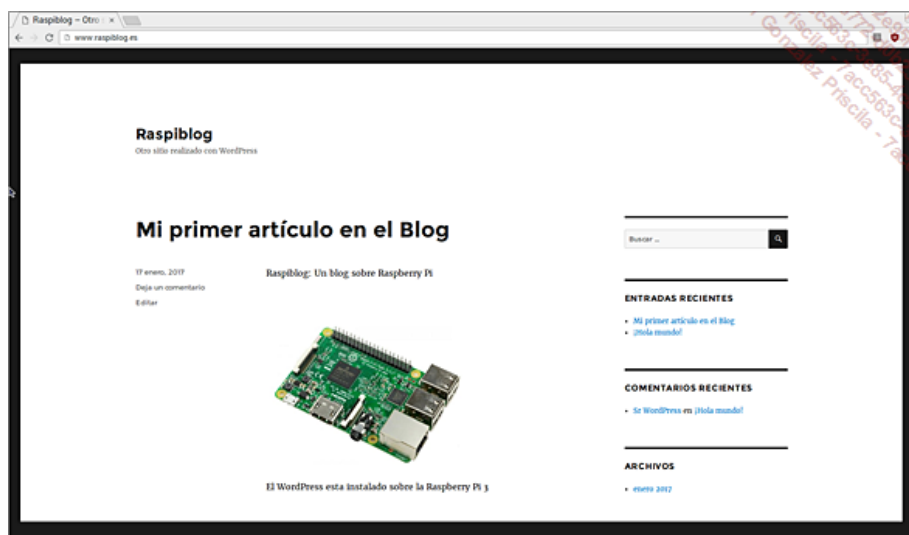 Raspiblog – Otro
www.raspiblog.es
Raspiblog
Otro sitio realizado con WordPress
Mi primer artículo en el Blog
17 enero, 2017
Deja un comentario
Editar
Raspiblog: Un blog sobre Raspberry Pi
El WordPress esta instalado sobre la Raspberry Pi 3
Buscar ...
ENTRADAS RECIENTES
Mi primer artículo en el Blog
¡Hola mundo!
COMENTARIOS RECIENTES
Sr WordPress en ¡Hola mundo!
ARCHIVOS
enero 2017
Gonzalez Priscila - 7acc563c